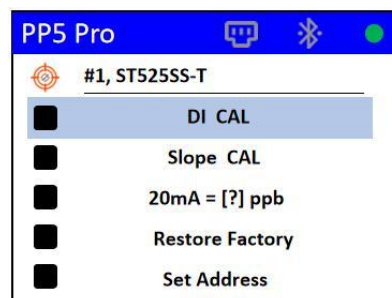 PP5 Pro
#1, ST525SS-T
DI CAL
Slope CAL
20mA = [?] ppb
Restore Factory
Set Address